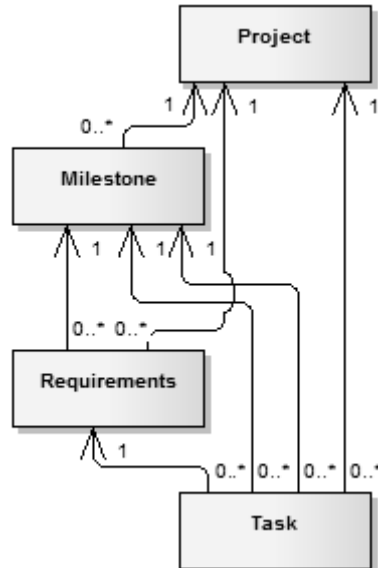 Project
1 1 1
0..*
Milestone
1 1 1
0..* 0..*
Requirements
1
0..* 0..* 0..* 0..*
Task